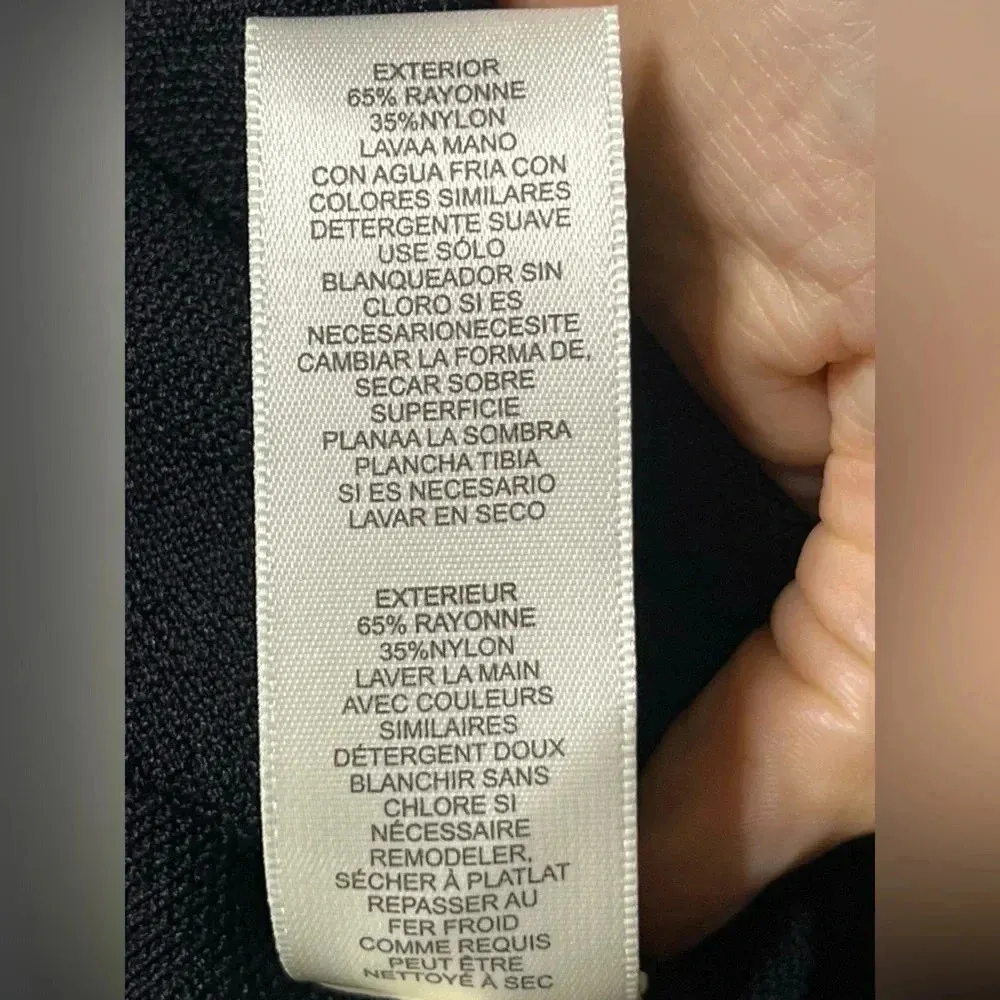 EXTERIOR
65% RAYONNE
35%NYLON
LAVAA MANO
CON AGUA FRIA CON
COLORES SIMILARES
DETERGENTE SUAVE
USE SÓLO
BLANQUEADOR SIN
CLORO SI ES
NECESARIONECESITE
CAMBIAR LA FORMA DE,
SECAR SOBRE
SUPERFICIE
PLANAA LA SOMBRA
PLANCHA TIBIA
SI ES NECESARIO
LAVAR EN SECO
EXTERIEUR
65% RAYONNE
35%NYLON
LAVER LA MAIN
AVEC COULEURS
SIMILAIRES
DÉTERGENT DOUX
BLANCHIR SANS
CHLORE SI
NÉCESSAIRE
REMODELER,
SÉCHER À PLATLAT
REPASSER AU
FER FROID
COMME REQUIS
PEUT ÊTRE
NETTOYÉ À SEC